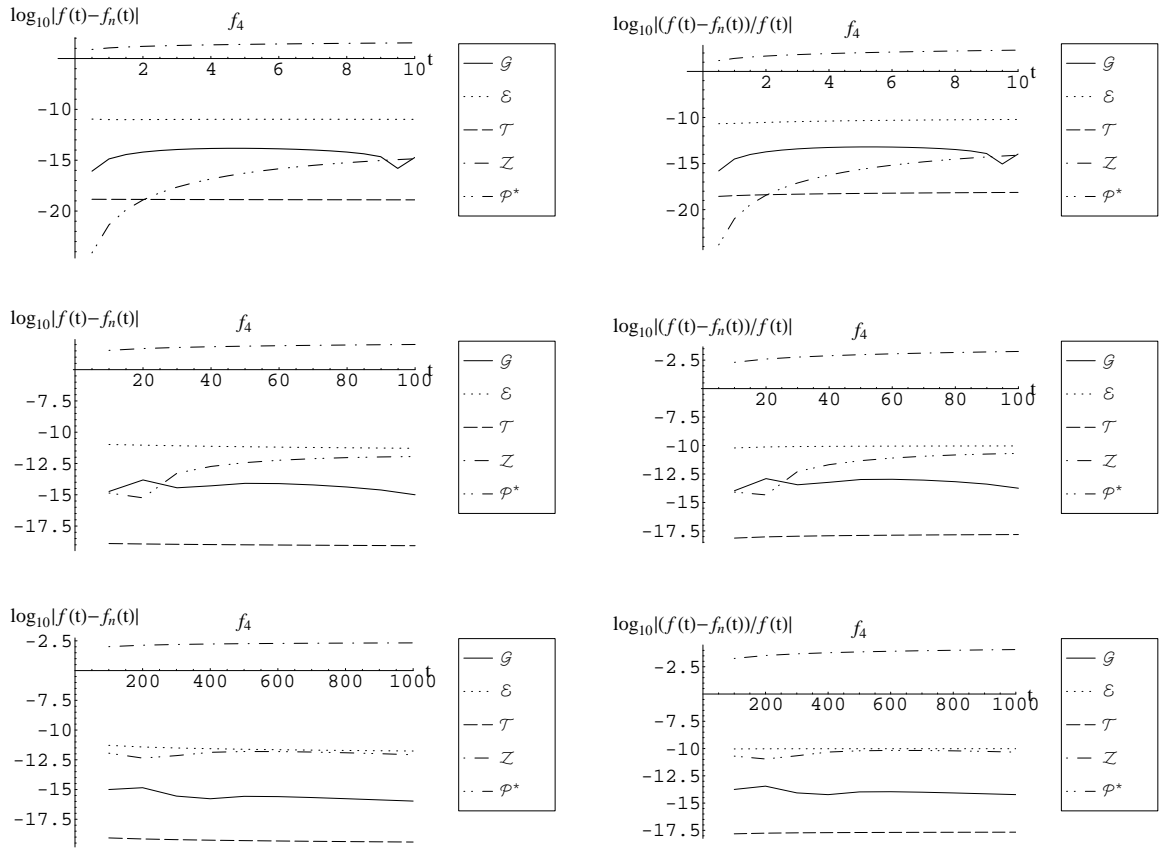 log₁₀|f(t)−fₙ(t)|
f₄
2 4 6 8 10 t
−10
−15
−20
𝒢
ℰ
𝒯
𝒵
𝒫*
log₁₀|(f(t)−fₙ(t))/f(t)|
f₄
2 4 6 8 10 t
−10
−15
−20
𝒢
ℰ
𝒯
𝒵
𝒫*
log₁₀|f(t)−fₙ(t)|
f₄
20 40 60 80 100 t
−7.5
−10
−12.5
−15
−17.5
𝒢
ℰ
𝒯
𝒵
𝒫*
log₁₀|(f(t)−fₙ(t))/f(t)|
f₄
−2.5
20 40 60 80 100 t
−7.5
−10
−12.5
−15
−17.5
𝒢
ℰ
𝒯
𝒵
𝒫*
log₁₀|f(t)−fₙ(t)|
f₄
−2.5
200 400 600 800 1000 t
−7.5
−10
−12.5
−15
−17.5
𝒢
ℰ
𝒯
𝒵
𝒫*
log₁₀|(f(t)−fₙ(t))/f(t)|
f₄
−2.5
200 400 600 800 1000 t
−7.5
−10
−12.5
−15
−17.5
𝒢
ℰ
𝒯
𝒵
𝒫*